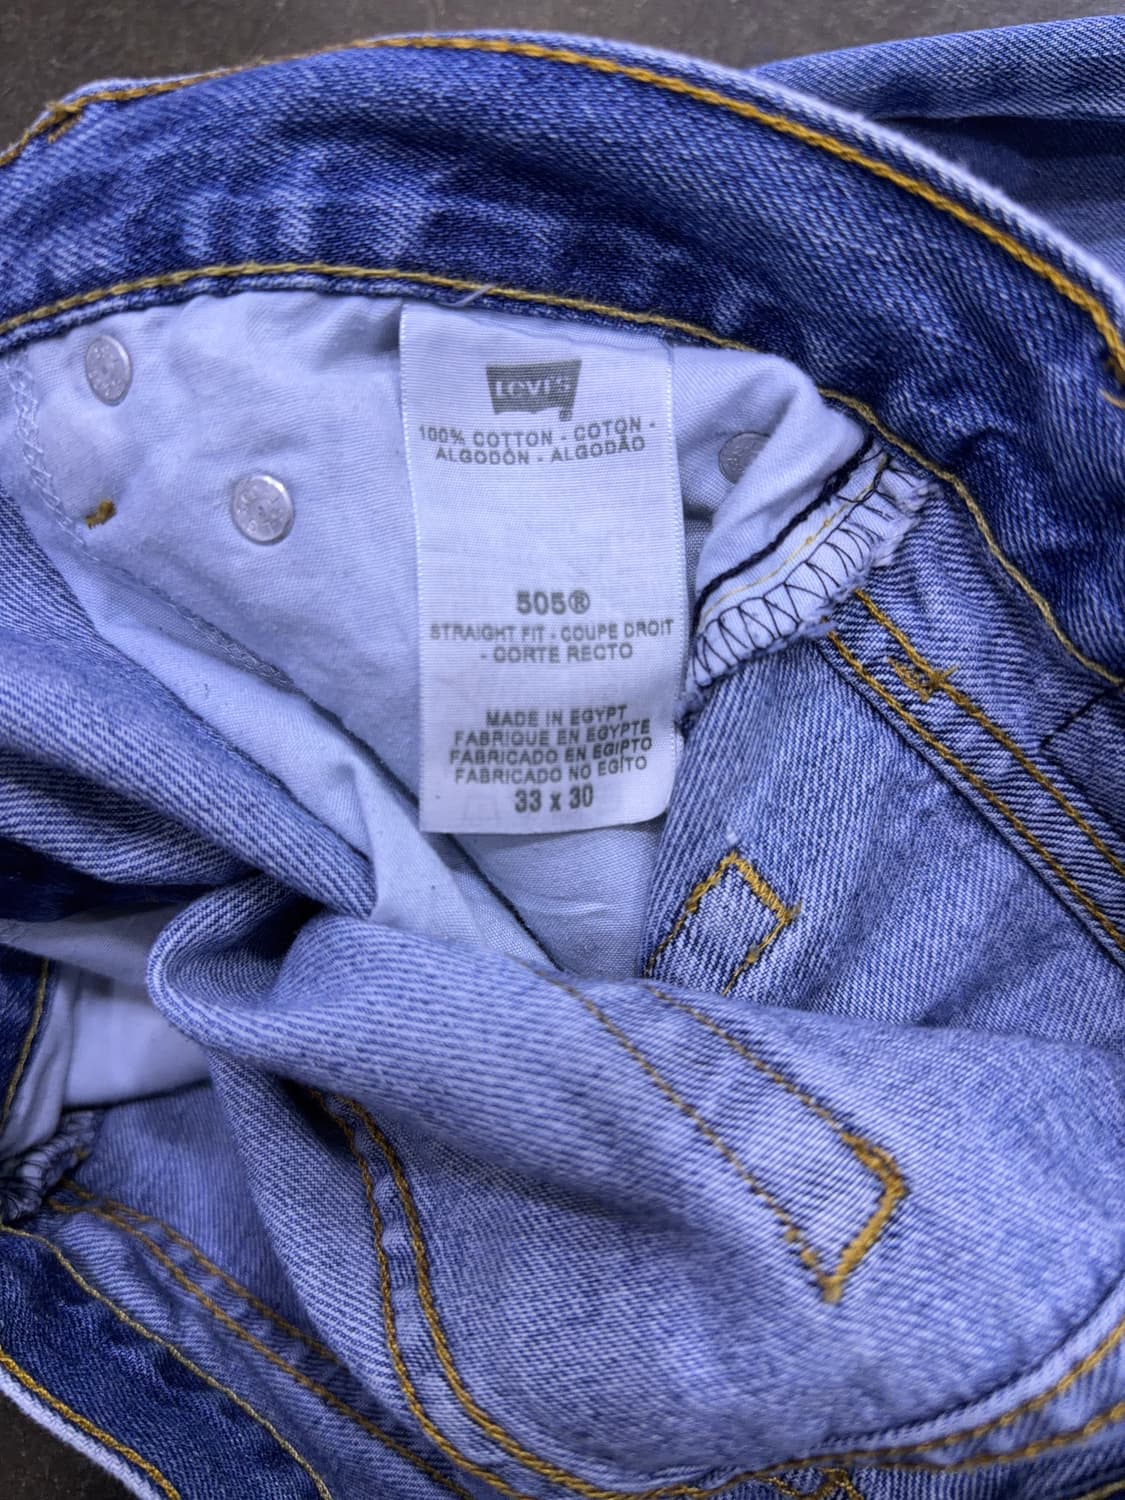 LEVI'S
100% COTTON - COTON -
ALGODÓN - ALGODÃO
505®
STRAIGHT FIT - COUPE DROIT
- CORTE RECTO
MADE IN EGYPT
FABRIQUE EN EGYPTE
FABRICADO EN EGIPTO
FABRICADO NO EGITO
33 x 30